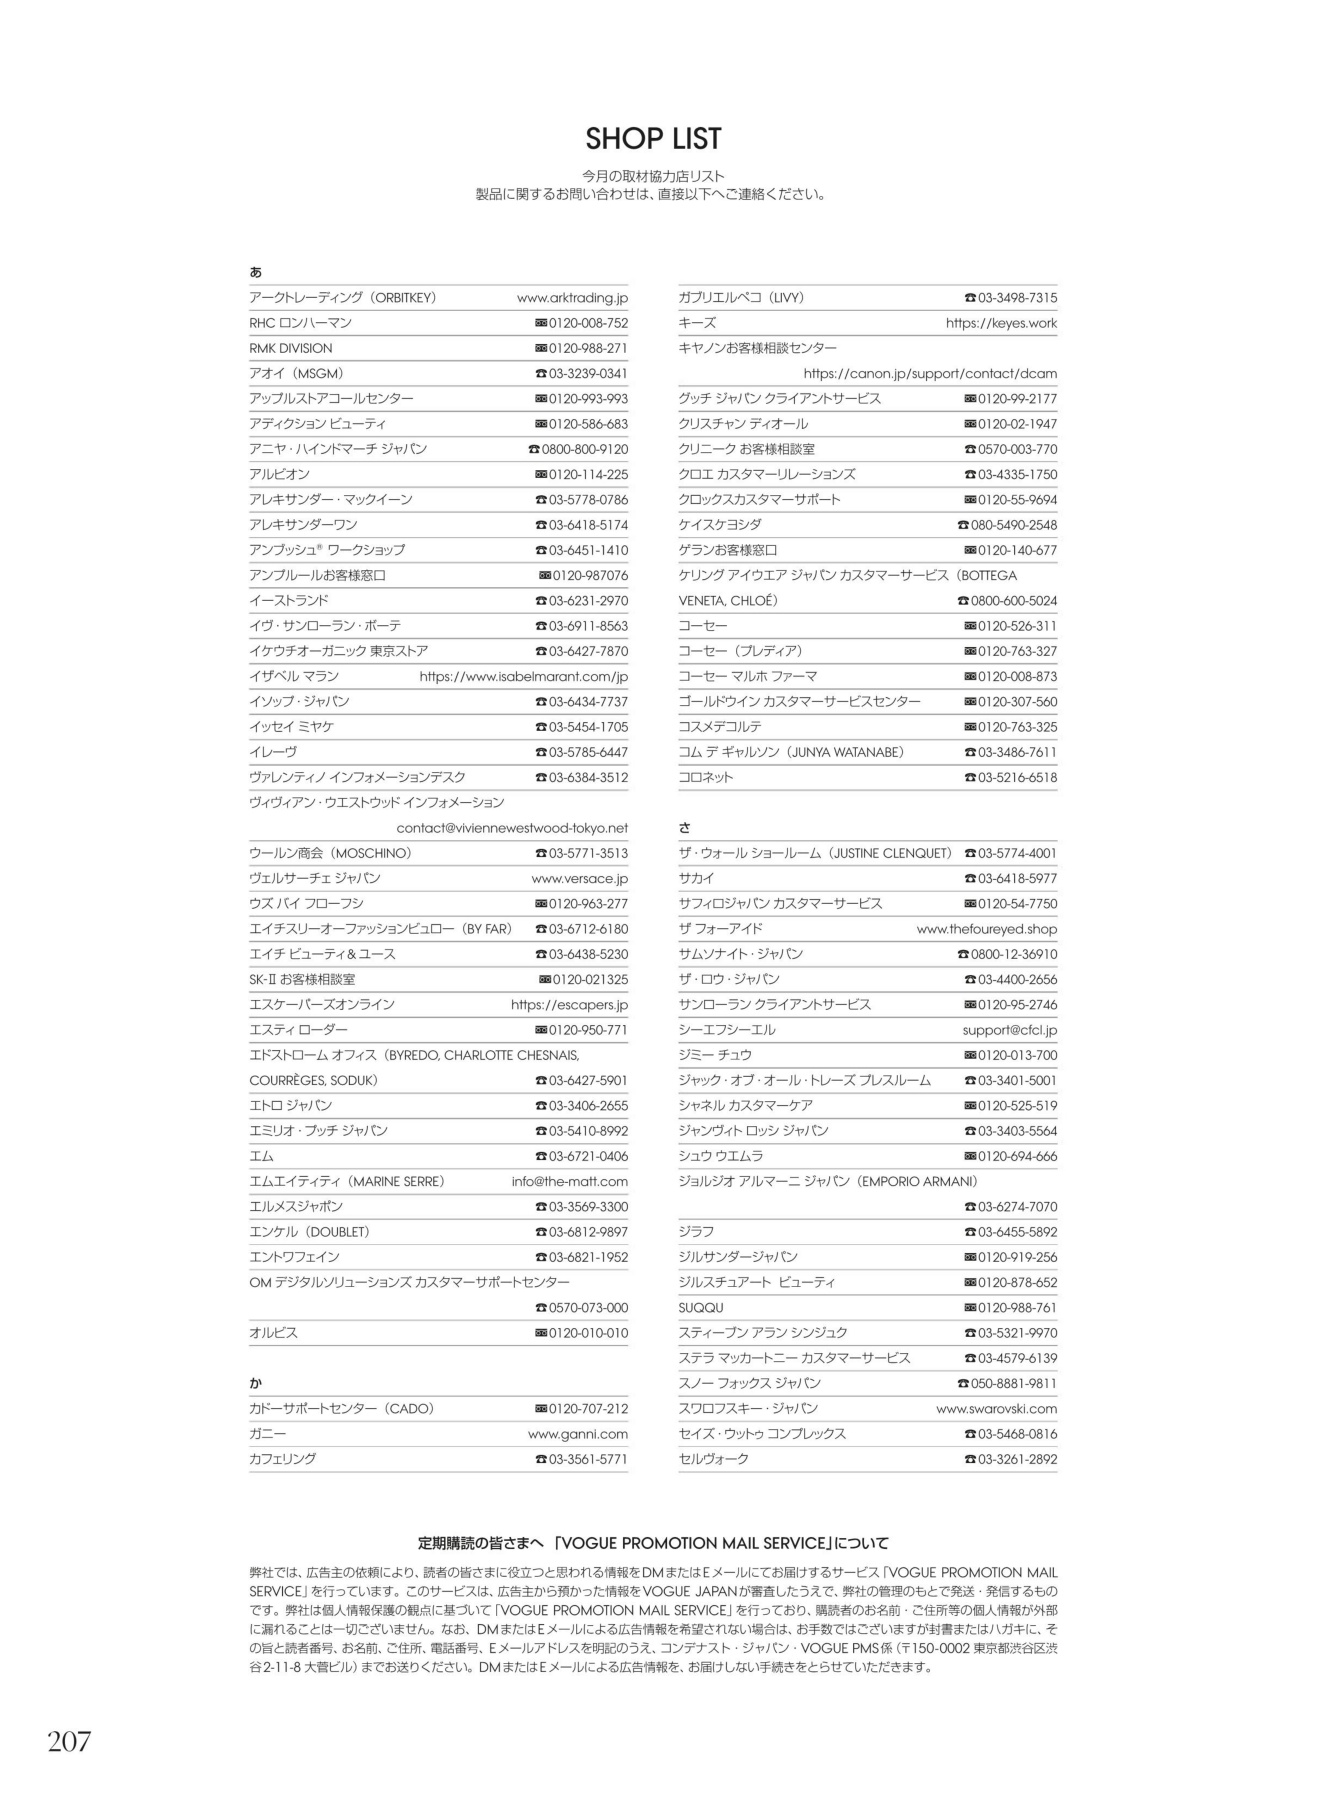 SHOP LIST
今月の取材協力店リスト
製品に関するお問い合わせは、直接以下へご連絡ください。
あ
アークトレーディング（ORBITKEY） www.arktrading.jp
RHC ロンハーマン 0120-008-752
RMK DIVISION 0120-988-271
アオイ（MSGM） ☎03-3239-0341
アップルストアコールセンター 0120-993-993
アディクション ビューティ 0120-586-683
アニヤ・ハインドマーチ ジャパン ☎0800-800-9120
アルビオン 0120-114-225
アレキサンダー・マックイーン ☎03-5778-0786
アレキサンダーワン ☎03-6418-5174
アンブッシュ® ワークショップ ☎03-6451-1410
アンプルールお客様窓口 0120-987076
イーストランド ☎03-6231-2970
イヴ・サンローラン・ボーテ ☎03-6911-8563
イケウチオーガニック 東京ストア ☎03-6427-7870
イザベル マラン https://www.isabelmarant.com/jp
イソップ・ジャパン ☎03-6434-7737
イッセイ ミヤケ ☎03-5454-1705
イレーヴ ☎03-5785-6447
ヴァレンティノ インフォメーションデスク ☎03-6384-3512
ヴィヴィアン・ウエストウッド インフォメーション
contact@viviennewestwood-tokyo.net
ウールン商会（MOSCHINO） ☎03-5771-3513
ヴェルサーチェ ジャパン www.versace.jp
ウズ バイ フローフシ 0120-963-277
エイチスリーオーファッションビュロー（BY FAR） ☎03-6712-6180
エイチ ビューティ＆ユース ☎03-6438-5230
SK-II お客様相談室 0120-021325
エスケーパーズオンライン https://escapers.jp
エスティ ローダー 0120-950-771
エドストローム オフィス（BYREDO, CHARLOTTE CHESNAIS,
COURRÈGES, SODUK） ☎03-6427-5901
エトロ ジャパン ☎03-3406-2655
エミリオ・プッチ ジャパン ☎03-5410-8992
エム ☎03-6721-0406
エムエイティティ（MARINE SERRE） info@the-matt.com
エルメスジャポン ☎03-3569-3300
エンケル（DOUBLET） ☎03-6812-9897
エントワフェイン ☎03-6821-1952
OM デジタルソリューションズ カスタマーサポートセンター
☎0570-073-000
オルビス 0120-010-010
か
カドーサポートセンター（CADO） 0120-707-212
ガニー www.ganni.com
カフェリング ☎03-3561-5771
ガブリエルペコ（LIVY） ☎03-3498-7315
キーズ https://keyes.work
キヤノンお客様相談センター
https://canon.jp/support/contact/dcam
グッチ ジャパン クライアントサービス 0120-99-2177
クリスチャン ディオール 0120-02-1947
クリニーク お客様相談室 ☎0570-003-770
クロエ カスタマーリレーションズ ☎03-4335-1750
クロックスカスタマーサポート 0120-55-9694
ケイスケヨシダ ☎080-5490-2548
ゲランお客様窓口 0120-140-677
ケリング アイウエア ジャパン カスタマーサービス（BOTTEGA
VENETA, CHLOÉ） ☎0800-600-5024
コーセー 0120-526-311
コーセー（プレディア） 0120-763-327
コーセー マルホ ファーマ 0120-008-873
ゴールドウイン カスタマーサービスセンター 0120-307-560
コスメデコルテ 0120-763-325
コム デ ギャルソン（JUNYA WATANABE） ☎03-3486-7611
コロネット ☎03-5216-6518
さ
ザ・ウォール ショールーム（JUSTINE CLENQUET） ☎03-5774-4001
サカイ ☎03-6418-5977
サフィロジャパン カスタマーサービス 0120-54-7750
ザ フォーアイド www.thefoureyed.shop
サムソナイト・ジャパン ☎0800-12-36910
ザ・ロウ・ジャパン ☎03-4400-2656
サンローラン クライアントサービス 0120-95-2746
シーエフシーエル support@cfcl.jp
ジミー チュウ 0120-013-700
ジャック・オブ・オール・トレーズ プレスルーム ☎03-3401-5001
シャネル カスタマーケア 0120-525-519
ジャンヴィト ロッシ ジャパン ☎03-3403-5564
シュウ ウエムラ 0120-694-666
ジョルジオ アルマーニ ジャパン（EMPORIO ARMANI）
☎03-6274-7070
ジラフ ☎03-6455-5892
ジルサンダージャパン 0120-919-256
ジルスチュアート ビューティ 0120-878-652
SUQQU 0120-988-761
スティーブン アラン シンジュク ☎03-5321-9970
ステラ マッカートニー カスタマーサービス ☎03-4579-6139
スノー フォックス ジャパン ☎050-8881-9811
スワロフスキー・ジャパン www.swarovski.com
セイズ・ウットゥ コンプレックス ☎03-5468-0816
セルヴォーク ☎03-3261-2892
定期購読の皆さまへ 「VOGUE PROMOTION MAIL SERVICE」について
弊社では、広告主の依頼により、読者の皆さまに役立つと思われる情報をDMまたはEメールにてお届けするサービス「VOGUE PROMOTION MAIL
SERVICE」を行っています。このサービスは、広告主から預かった情報をVOGUE JAPANが審査したうえで、弊社の管理のもとで発送・発信するもの
です。弊社は個人情報保護の観点に基づいて「VOGUE PROMOTION MAIL SERVICE」を行っており、購読者のお名前・ご住所等の個人情報が外部
に漏れることは一切ございません。なお、DMまたはEメールによる広告情報を希望されない場合は、お手数ではございますが封書またはハガキに、そ
の旨と読者番号、お名前、ご住所、電話番号、Eメールアドレスを明記のうえ、コンデナスト・ジャパン・VOGUE PMS係（〒150-0002 東京都渋谷区渋
谷2-11-8 大菅ビル）までお送りください。DMまたはEメールによる広告情報を、お届けしない手続きをとらせていただきます。
207